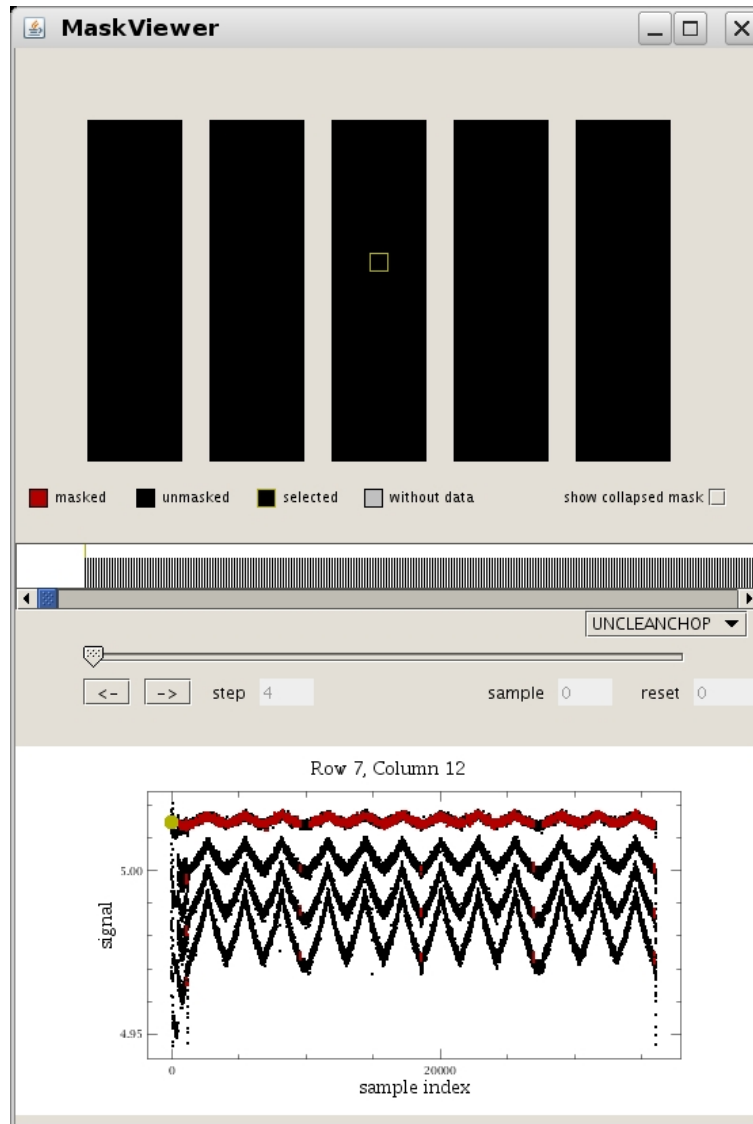 MaskViewer
masked unmasked selected without data show collapsed mask
UNCLEANCHOP
<- -> step 4 sample 0 reset 0
Row 7, Column 12
5.00
signal
4.95
0 20000
sample index